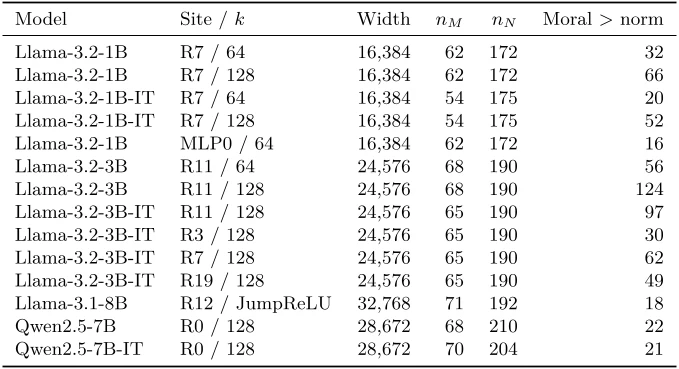 Model Site / k Width n_M n_N Moral > norm
Llama-3.2-1B R7 / 64 16,384 62 172 32
Llama-3.2-1B R7 / 128 16,384 62 172 66
Llama-3.2-1B-IT R7 / 64 16,384 54 175 20
Llama-3.2-1B-IT R7 / 128 16,384 54 175 52
Llama-3.2-1B MLP0 / 64 16,384 62 172 16
Llama-3.2-3B R11 / 64 24,576 68 190 56
Llama-3.2-3B R11 / 128 24,576 68 190 124
Llama-3.2-3B-IT R11 / 128 24,576 65 190 97
Llama-3.2-3B-IT R3 / 128 24,576 65 190 30
Llama-3.2-3B-IT R7 / 128 24,576 65 190 62
Llama-3.2-3B-IT R19 / 128 24,576 65 190 49
Llama-3.1-8B R12 / JumpReLU 32,768 71 192 18
Qwen2.5-7B R0 / 128 28,672 68 210 22
Qwen2.5-7B-IT R0 / 128 28,672 70 204 21